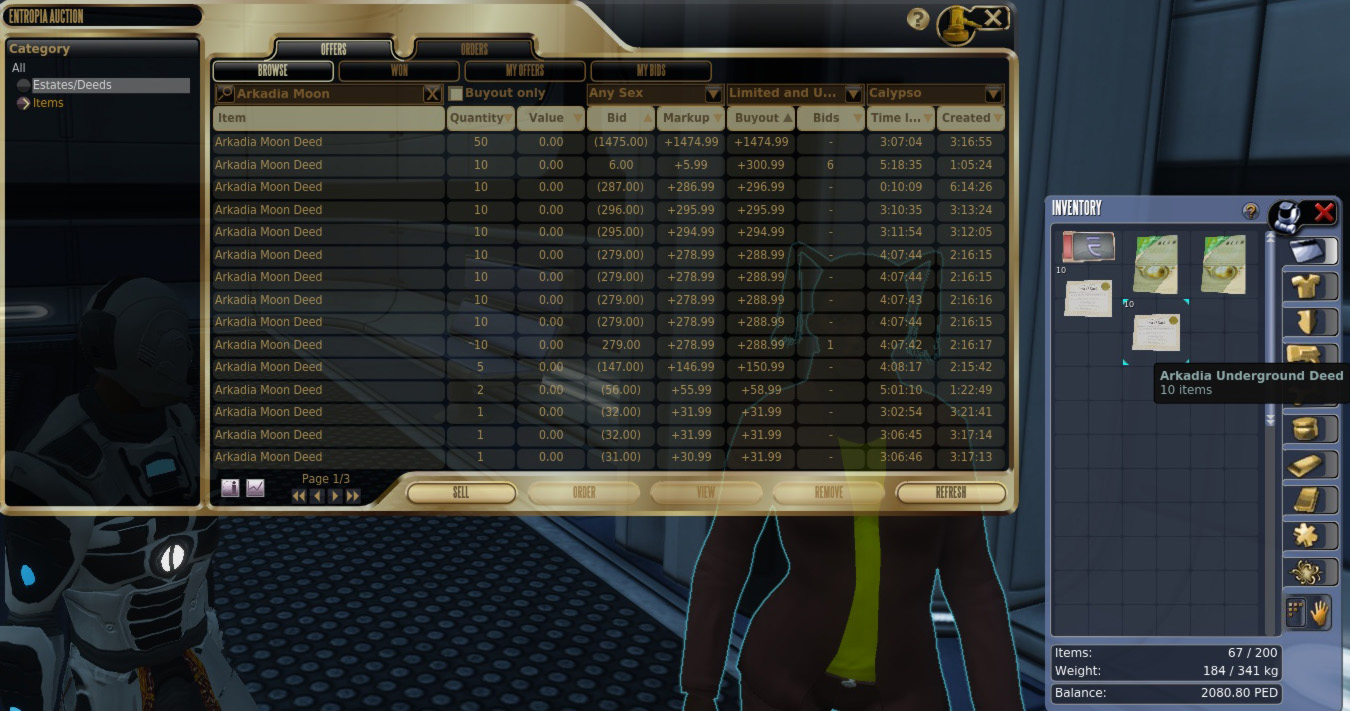 ENTROPIA AUCTION
Category
All
Estates/Deeds
Items
OFFERS ORDERS
BROWSE WON MY OFFERS MY BIDS
Arkadia Moon X Buyout only Any Sex Limited and U... Calypso
Item Quantity Value Bid Markup Buyout Bids Time l... Created
Arkadia Moon Deed 50 0.00 (1475.00) +1474.99 +1474.99 - 3:07:04 3:16:55
Arkadia Moon Deed 10 0.00 6.00 +5.99 +300.99 6 5:18:35 1:05:24
Arkadia Moon Deed 10 0.00 (287.00) +286.99 +296.99 - 0:10:09 6:14:26
Arkadia Moon Deed 10 0.00 (296.00) +295.99 +295.99 - 3:10:35 3:13:24
Arkadia Moon Deed 10 0.00 (295.00) +294.99 +294.99 - 3:11:54 3:12:05
Arkadia Moon Deed 10 0.00 (279.00) +278.99 +288.99 - 4:07:44 2:16:15
Arkadia Moon Deed 10 0.00 (279.00) +278.99 +288.99 - 4:07:44 2:16:15
Arkadia Moon Deed 10 0.00 (279.00) +278.99 +288.99 - 4:07:43 2:16:16
Arkadia Moon Deed 10 0.00 (279.00) +278.99 +288.99 - 4:07:44 2:16:15
Arkadia Moon Deed 10 0.00 279.00 +278.99 +288.99 1 4:07:42 2:16:17
Arkadia Moon Deed 5 0.00 (147.00) +146.99 +150.99 - 4:08:17 2:15:42
Arkadia Moon Deed 2 0.00 (56.00) +55.99 +58.99 - 5:01:10 1:22:49
Arkadia Moon Deed 1 0.00 (32.00) +31.99 +31.99 - 3:02:54 3:21:41
Arkadia Moon Deed 1 0.00 (32.00) +31.99 +31.99 - 3:06:45 3:17:14
Arkadia Moon Deed 1 0.00 (31.00) +30.99 +31.99 - 3:06:46 3:17:13
Page 1/3
SELL ORDER VIEW REMOVE REFRESH
INVENTORY
10
10
Arkadia Underground Deed
10 items
Items: 67 / 200
Weight: 184 / 341 kg
Balance: 2080.80 PED